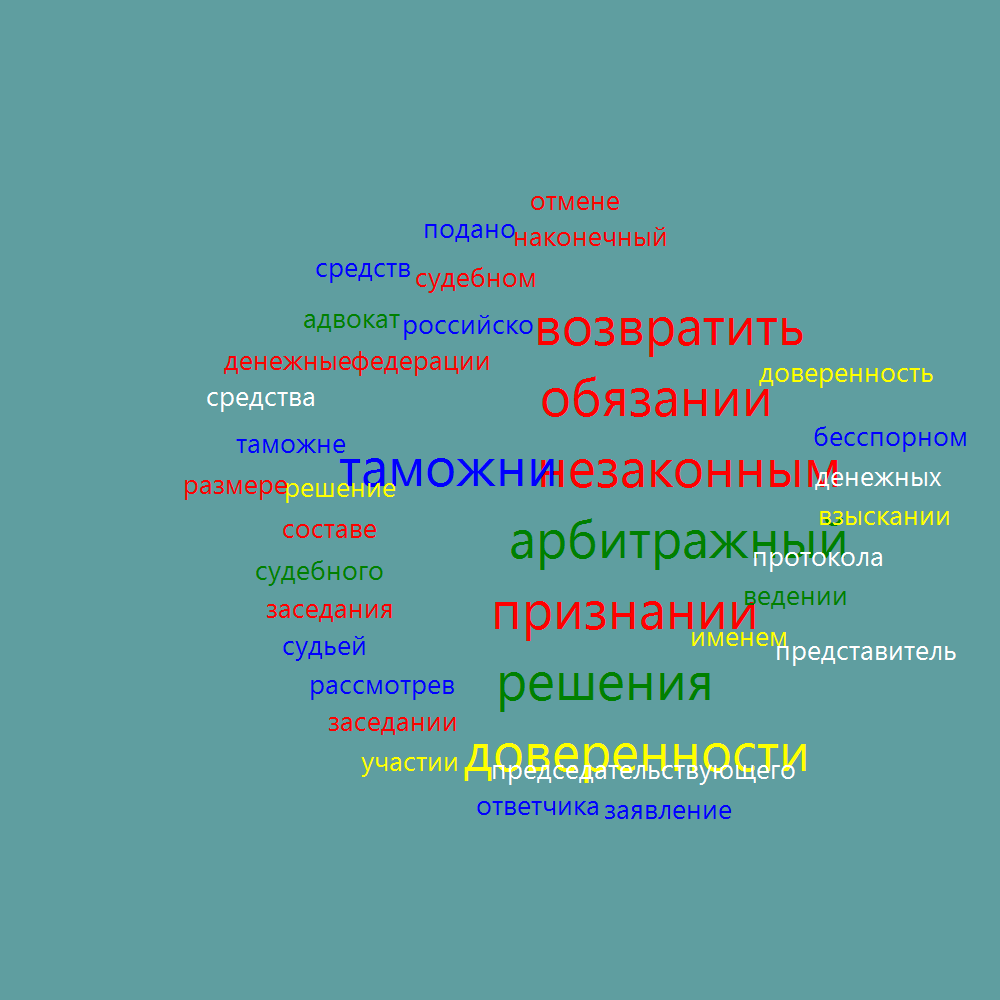 отмене
подано наконечный
средств судебном
адвокат российско возвратить
денежныефедерации
доверенность
средства обязании
бесспорном
таможне
таможни незаконным денежных
размере решение
взыскании
составе
арбитражный
протокола
судебного
ведении
заседания признании
именем
судьей представитель
рассмотрев решения
заседании
доверенности
участии председательствующего
ответчика заявление